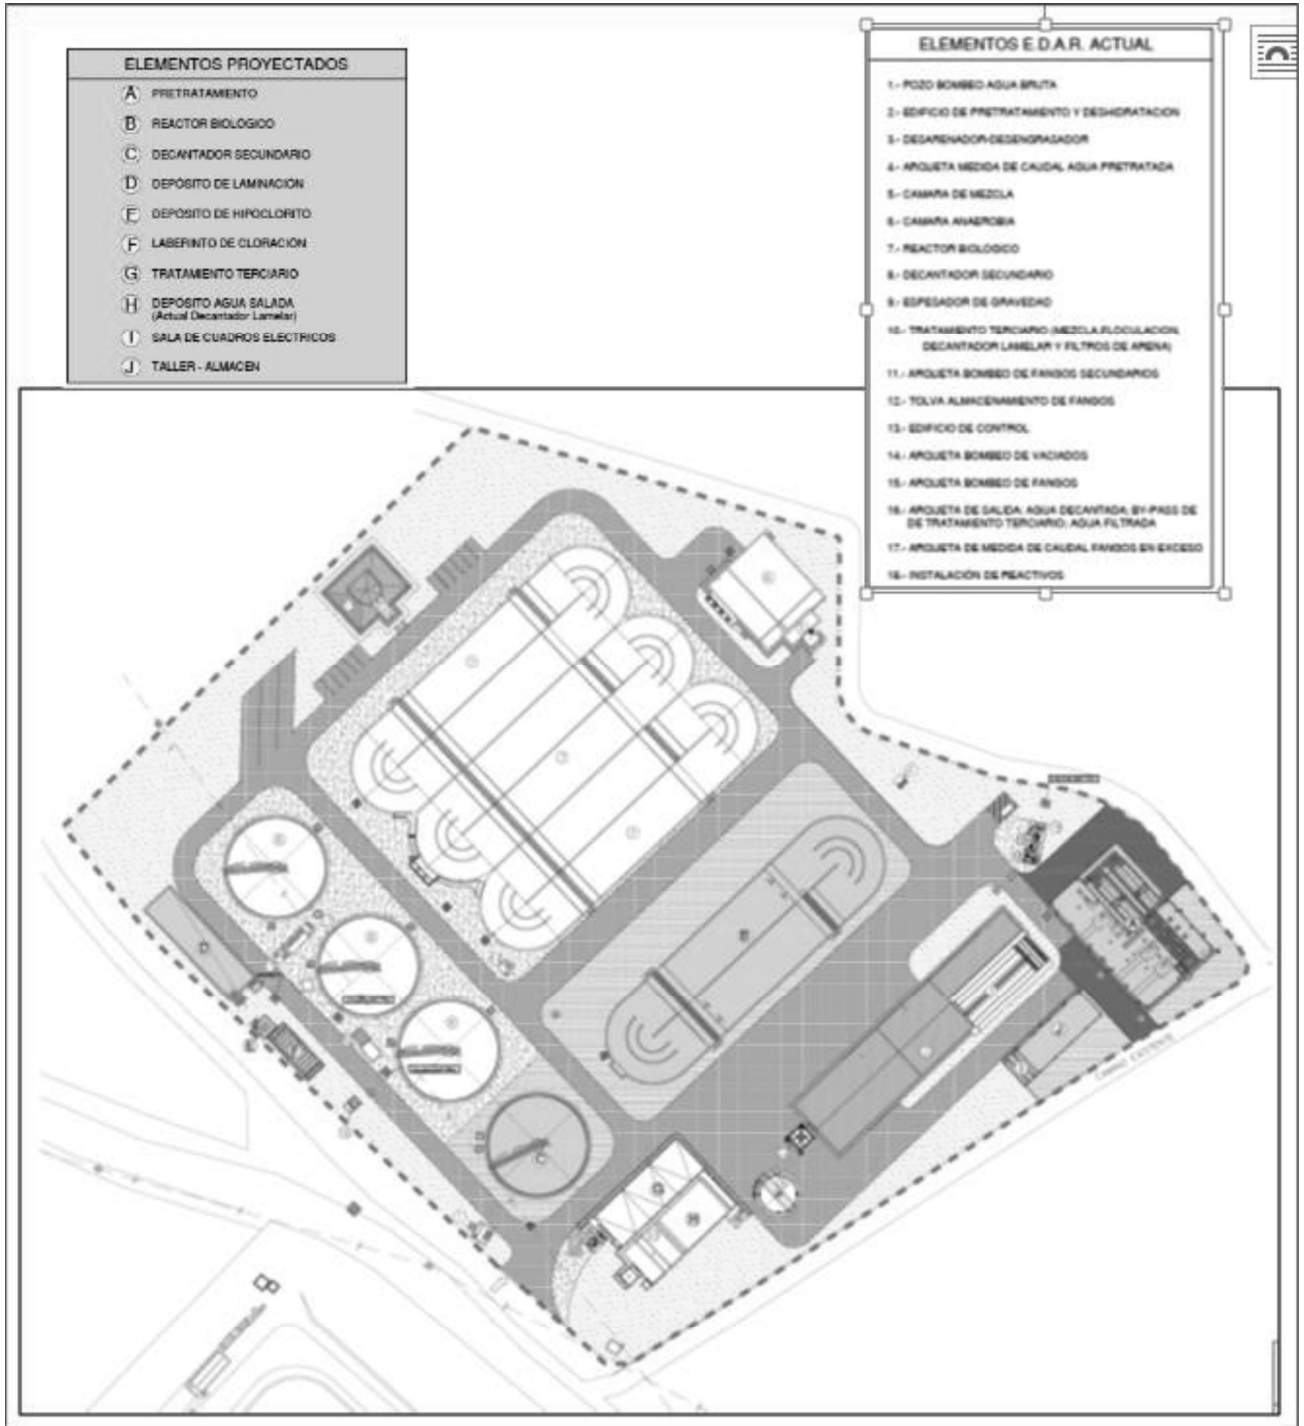 ELEMENTOS PROYECTADOS
A PRETRATAMIENTO
B REACTOR BIOLÓGICO
C DECANTADOR SECUNDARIO
D DEPÓSITO DE LAMINACIÓN
E DEPÓSITO DE HIPOCLORITO
F LABERINTO DE CLORACIÓN
G TRATAMIENTO TERCIARIO
H DEPÓSITO AGUA SALADA
(Actual Decantador Lamelar)
I SALA DE CUADROS ELECTRICOS
J TALLER - ALMACEN
ELEMENTOS E.D.A.R. ACTUAL
1.- POZO BOMBEO AGUA BRUTA
2.- EDIFICIO DE PRETRATAMIENTO Y DESHIDRATACION
3.- DESARENADOR-DESENGRASADOR
4.- ARQUETA MEDIDA DE CAUDAL AGUA PRETRATADA
5.- CAMARA DE MEZCLA
6.- CAMARA ANAEROBIA
7.- REACTOR BIOLOGICO
8.- DECANTADOR SECUNDARIO
9.- ESPESADOR DE GRAVEDAD
10.- TRATAMIENTO TERCIARIO (MEZCLA,FLOCULACION,
DECANTADOR LAMELAR Y FILTROS DE ARENA)
11.- ARQUETA BOMBEO DE FANGOS SECUNDARIOS
12.- TOLVA ALMACENAMIENTO DE FANGOS
13.- EDIFICIO DE CONTROL
14.- ARQUETA BOMBEO DE VACIADOS
15.- ARQUETA BOMBEO DE FANGOS
16.- ARQUETA DE SALIDA: AGUA DECANTADA; BY-PASS DE
DE TRATAMIENTO TERCIARIO; AGUA FILTRADA
17.- ARQUETA DE MEDIDA DE CAUDAL FANGOS EN EXCESO
18.- INSTALACIÓN DE REACTIVOS
D
B
C
G
H